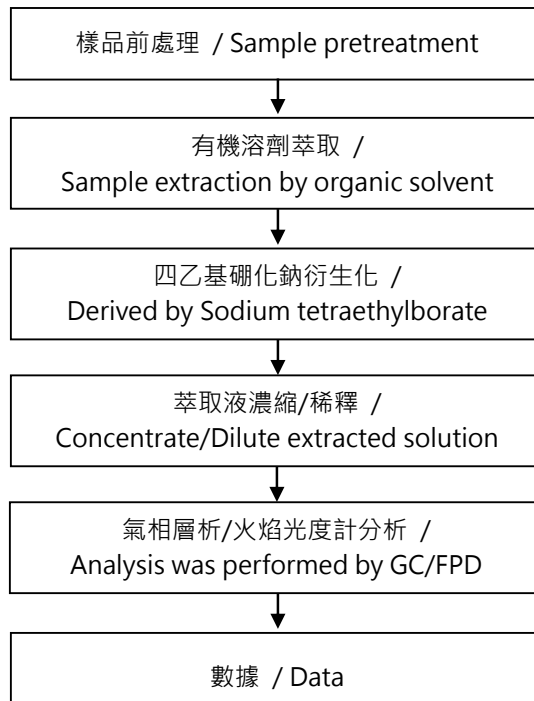 樣品前處理 / Sample pretreatment
有機溶劑萃取 /
Sample extraction by organic solvent
四乙基硼化鈉衍生化 /
Derived by Sodium tetraethylborate
萃取液濃縮/稀釋 /
Concentrate/Dilute extracted solution
氣相層析/火焰光度計分析 /
Analysis was performed by GC/FPD
數據 / Data